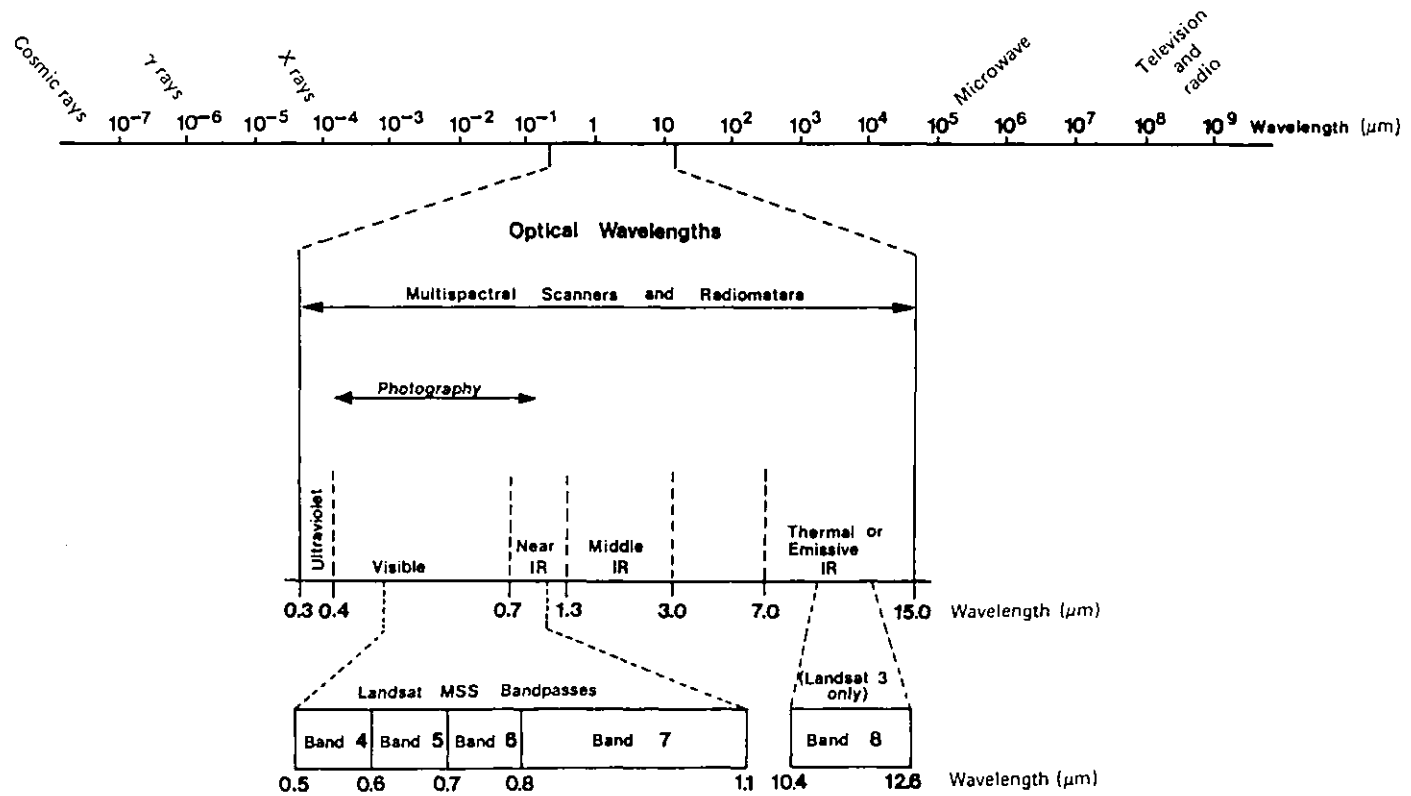 Cosmic rays
γ rays
X rays
Microwave
Television
and
radio
10⁻⁷ 10⁻⁶ 10⁻⁵ 10⁻⁴ 10⁻³ 10⁻² 10⁻¹ 1 10 10² 10³ 10⁴ 10⁵ 10⁶ 10⁷ 10⁸ 10⁹ Wavelength (μm)
Optical Wavelengths
Multispectral Scanners and Radiometers
Photography
Ultraviolet
Visible
Near
IR
Middle
IR
Thermal or
Emissive
IR
0.3 0.4 0.7 1.3 3.0 7.0 15.0 Wavelength (μm)
Landsat MSS Bandpasses
(Landsat 3
only)
Band 4 Band 5 Band 6 Band 7 Band 8
0.5 0.6 0.7 0.8 1.1 10.4 12.6 Wavelength (μm)